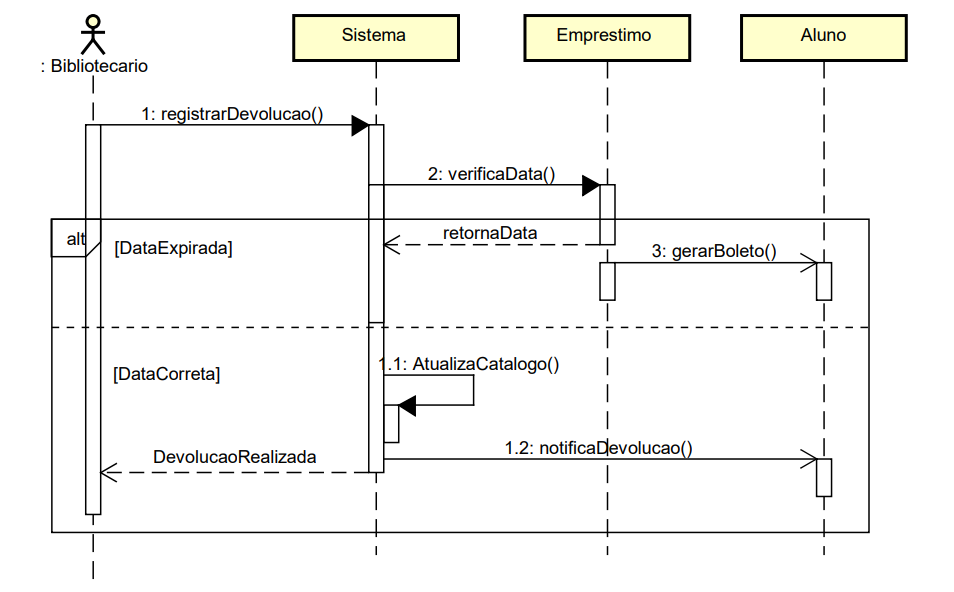 Sistema
Emprestimo
Aluno
: Bibliotecario
1: registrarDevolucao()
2: verificaData()
retornaData
alt
[DataExpirada]
3: gerarBoleto()
1.1: AtualizaCatalogo()
[DataCorreta]
1.2: notificaDevolucao()
DevolucaoRealizada